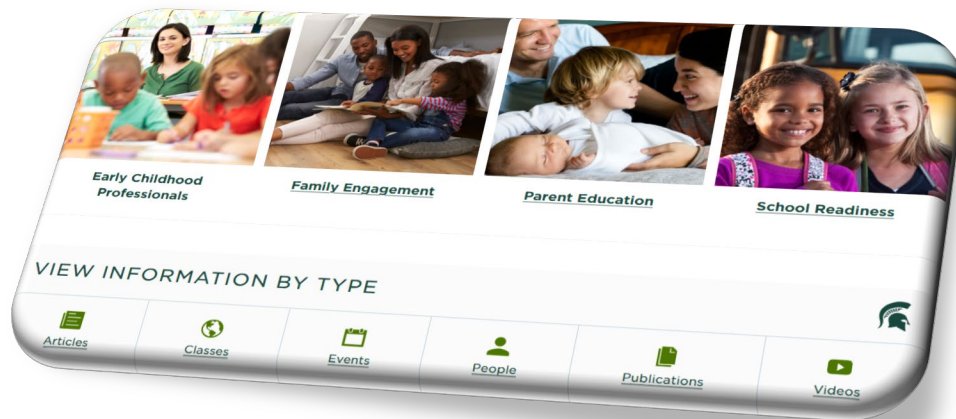 Early Childhood
Professionals
Family Engagement
Parent Education
School Readiness
VIEW INFORMATION BY TYPE
Articles
Classes
Events
People
Publications
Videos